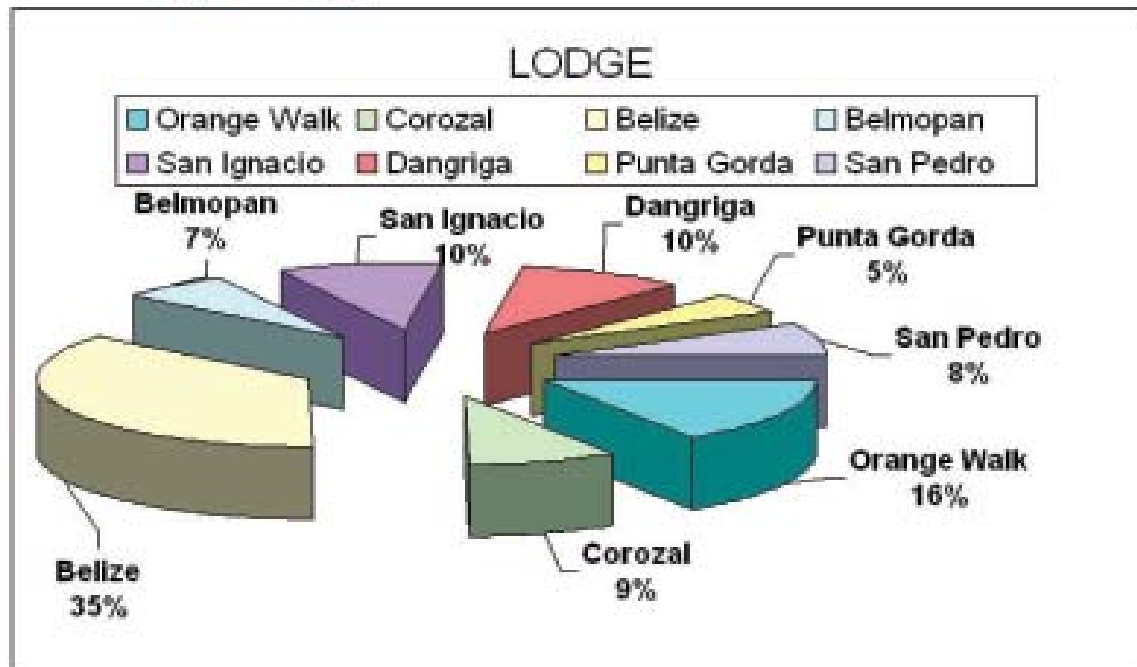 LODGE
Orange Walk Corozal Belize Belmopan
San Ignacio Dangriga Punta Gorda San Pedro
Belmopan
7%
San Ignacio
10%
Dangriga
10%
Punta Gorda
5%
San Pedro
8%
Orange Walk
16%
Corozal
9%
Belize
35%